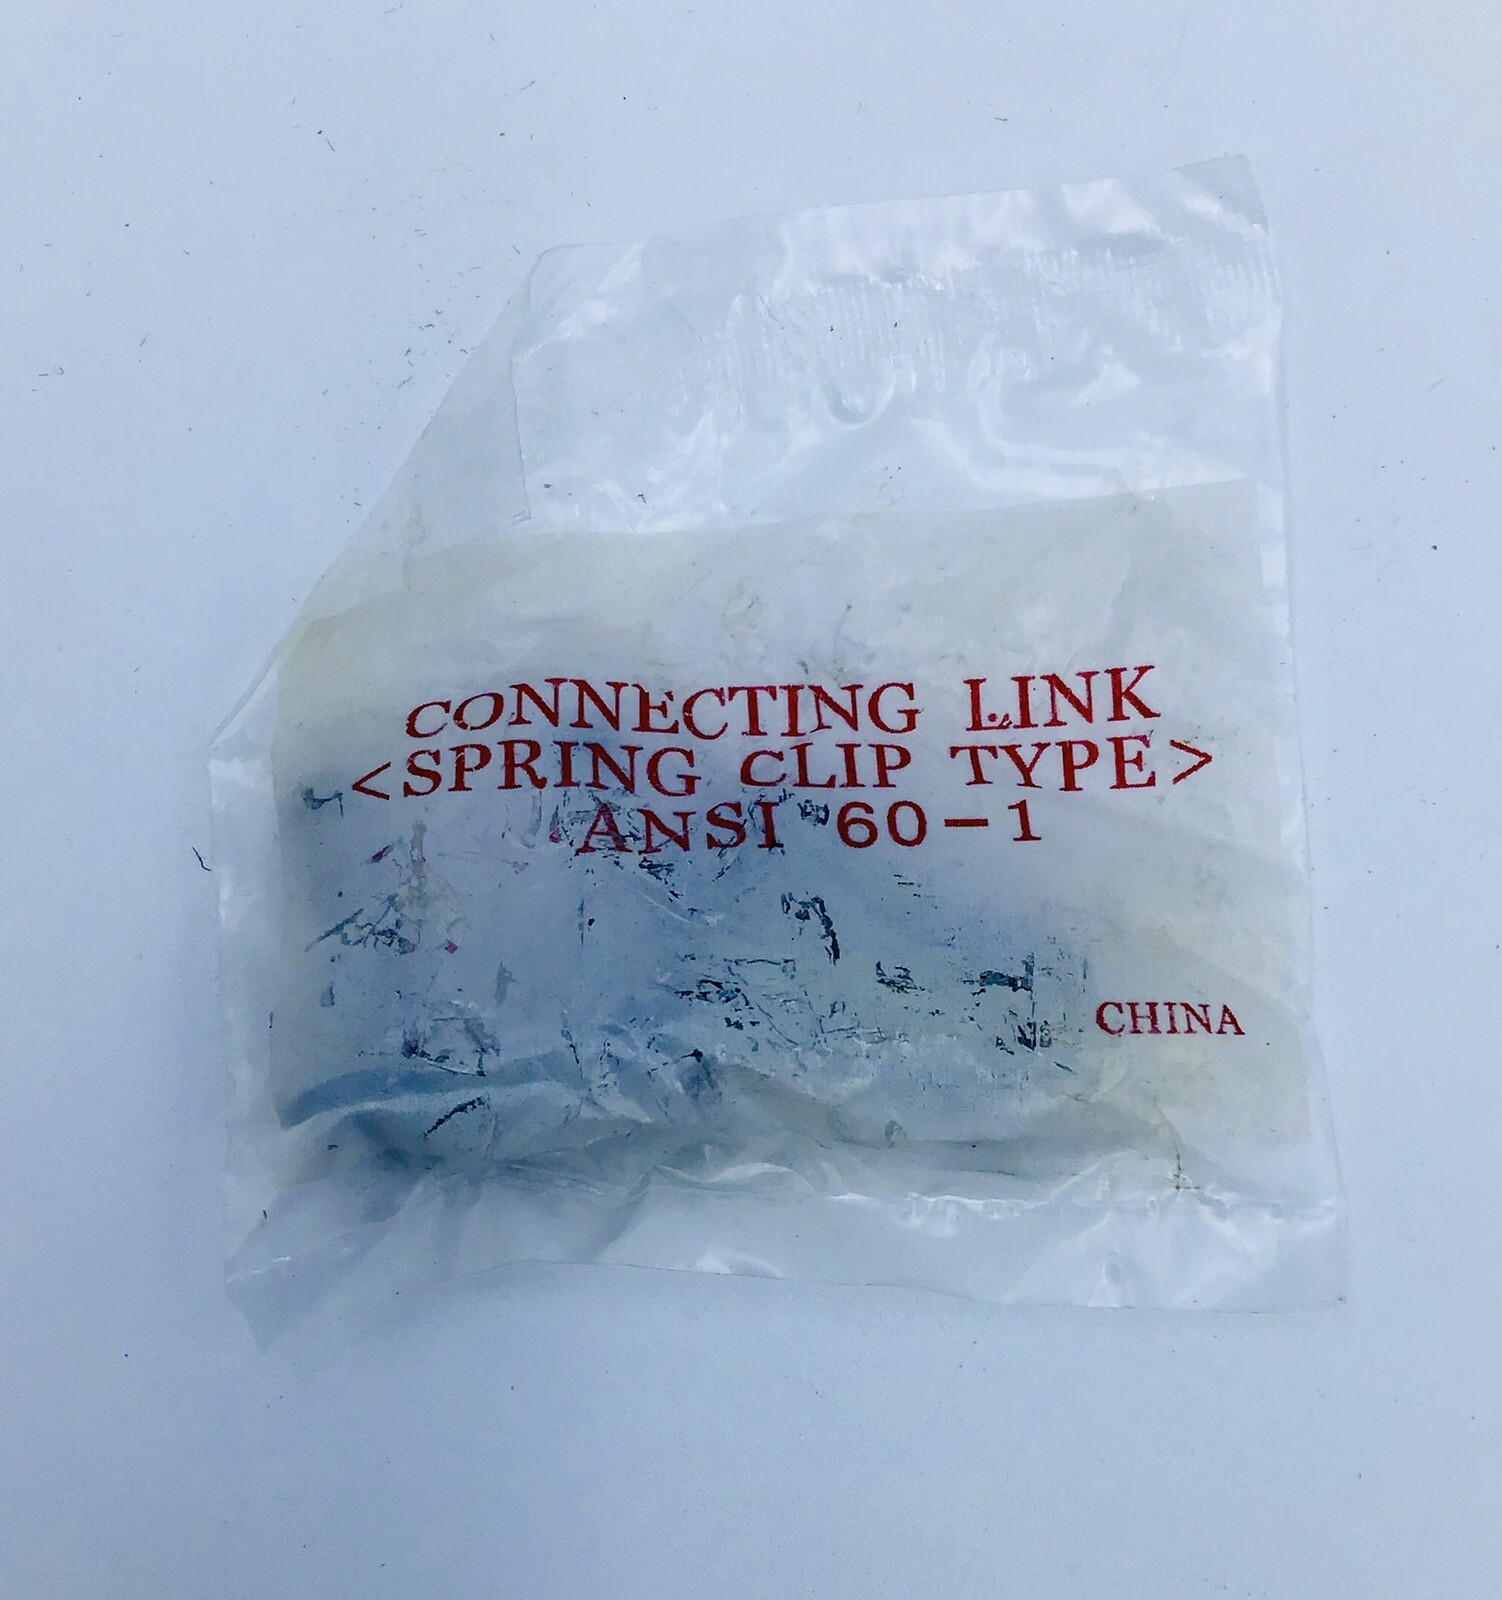 CONNECTING LINK
<SPRING CLIP TYPE>
ANSI 60-1
CHINA